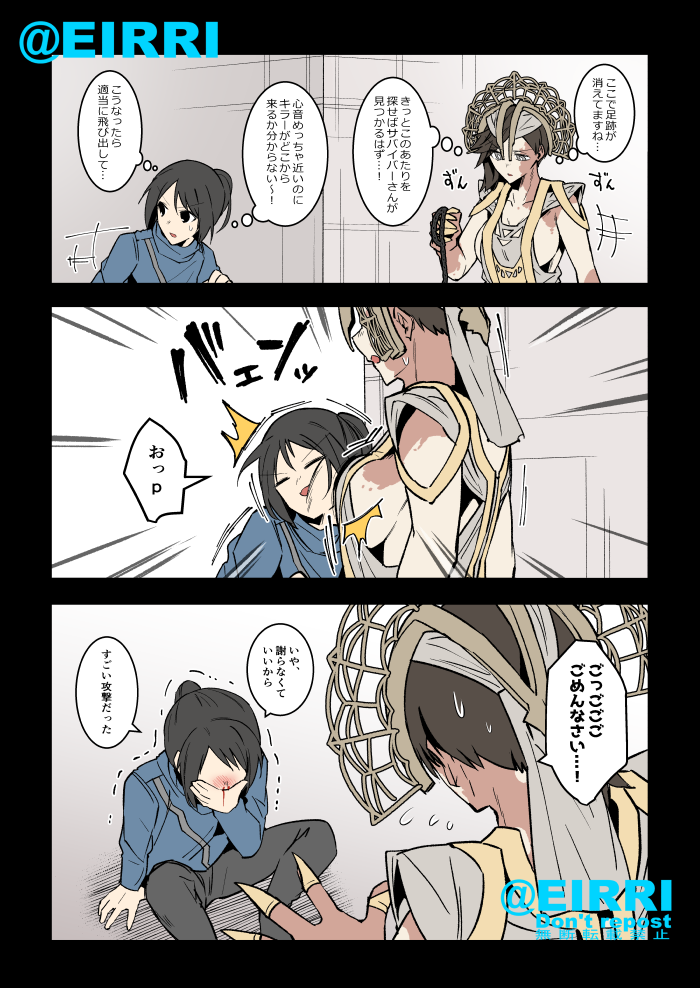 @EIRRI
ここで足跡が
消えてますね…
きっとこのあたりを
探せばサバイバーさんが
見つかるはず…！
ずん
ずん
心音めっちゃ近いのに
キラーがどこから
来るか分からない〜！
こうなったら
適当に飛び出して…
バェンッ
おっp
ごっごごご
ごめんなさい…！
いや、
謝らなくて
いいから
すごい攻撃だった
@EIRRI
Don't repost
無断転載禁止